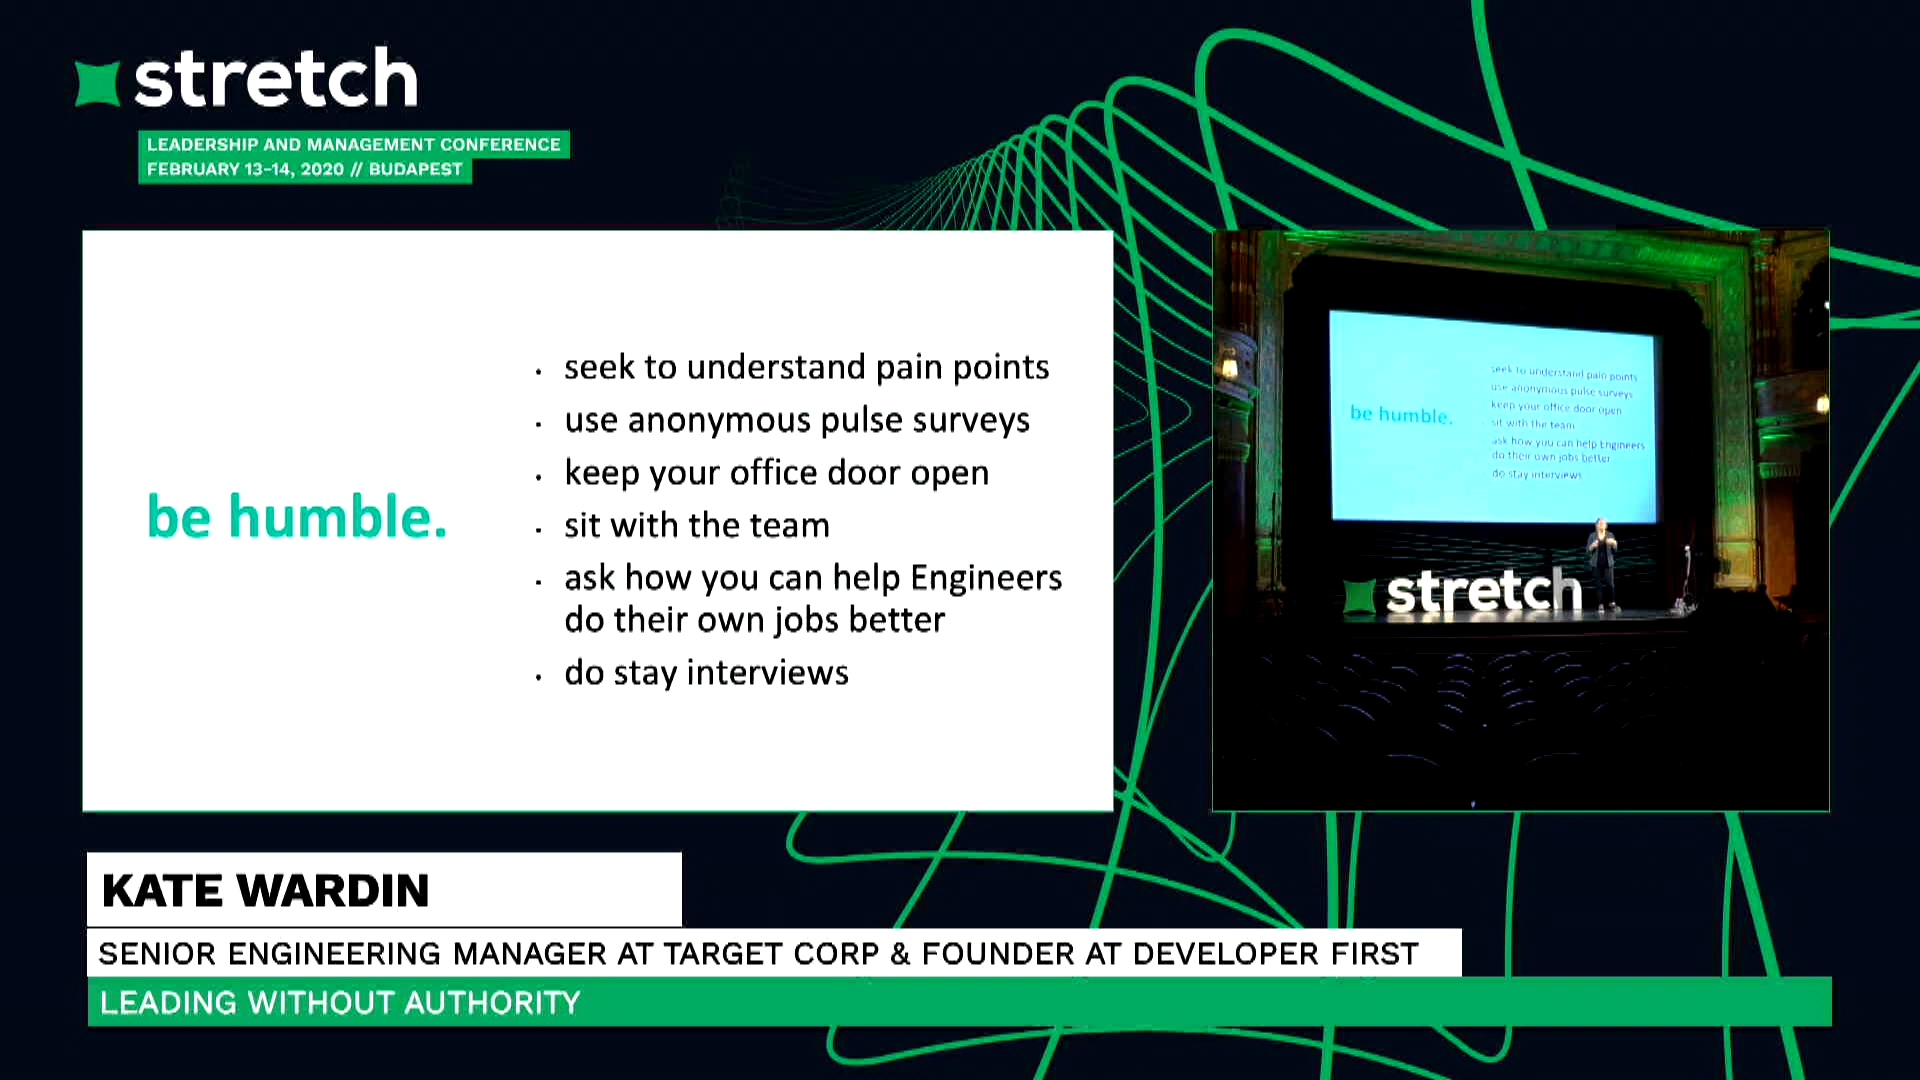 stretch
LEADERSHIP AND MANAGEMENT CONFERENCE
FEBRUARY 13-14, 2020 // BUDAPEST
be humble.
· seek to understand pain points
· use anonymous pulse surveys
· keep your office door open
· sit with the team
· ask how you can help Engineers
do their own jobs better
· do stay interviews
be humble.
seek to understand pain points
use anonymous pulse surveys
keep your office door open
sit with the team
ask how you can help Engineers
do their own jobs better
do stay interviews
stretch
KATE WARDIN
SENIOR ENGINEERING MANAGER AT TARGET CORP & FOUNDER AT DEVELOPER FIRST
LEADING WITHOUT AUTHORITY